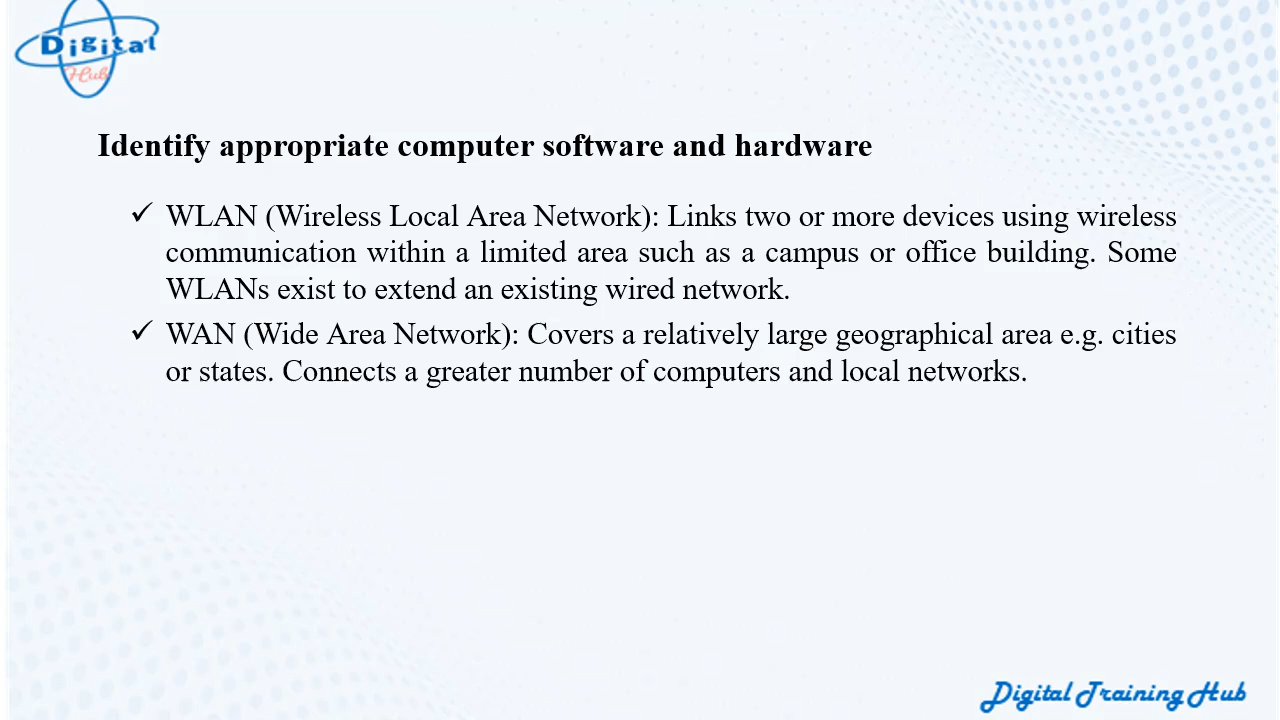 Digital
Hub
Identify appropriate computer software and hardware
✓ WLAN (Wireless Local Area Network): Links two or more devices using wireless
communication within a limited area such as a campus or office building. Some
WLANs exist to extend an existing wired network.
✓ WAN (Wide Area Network): Covers a relatively large geographical area e.g. cities
or states. Connects a greater number of computers and local networks.
Digital Training Hub